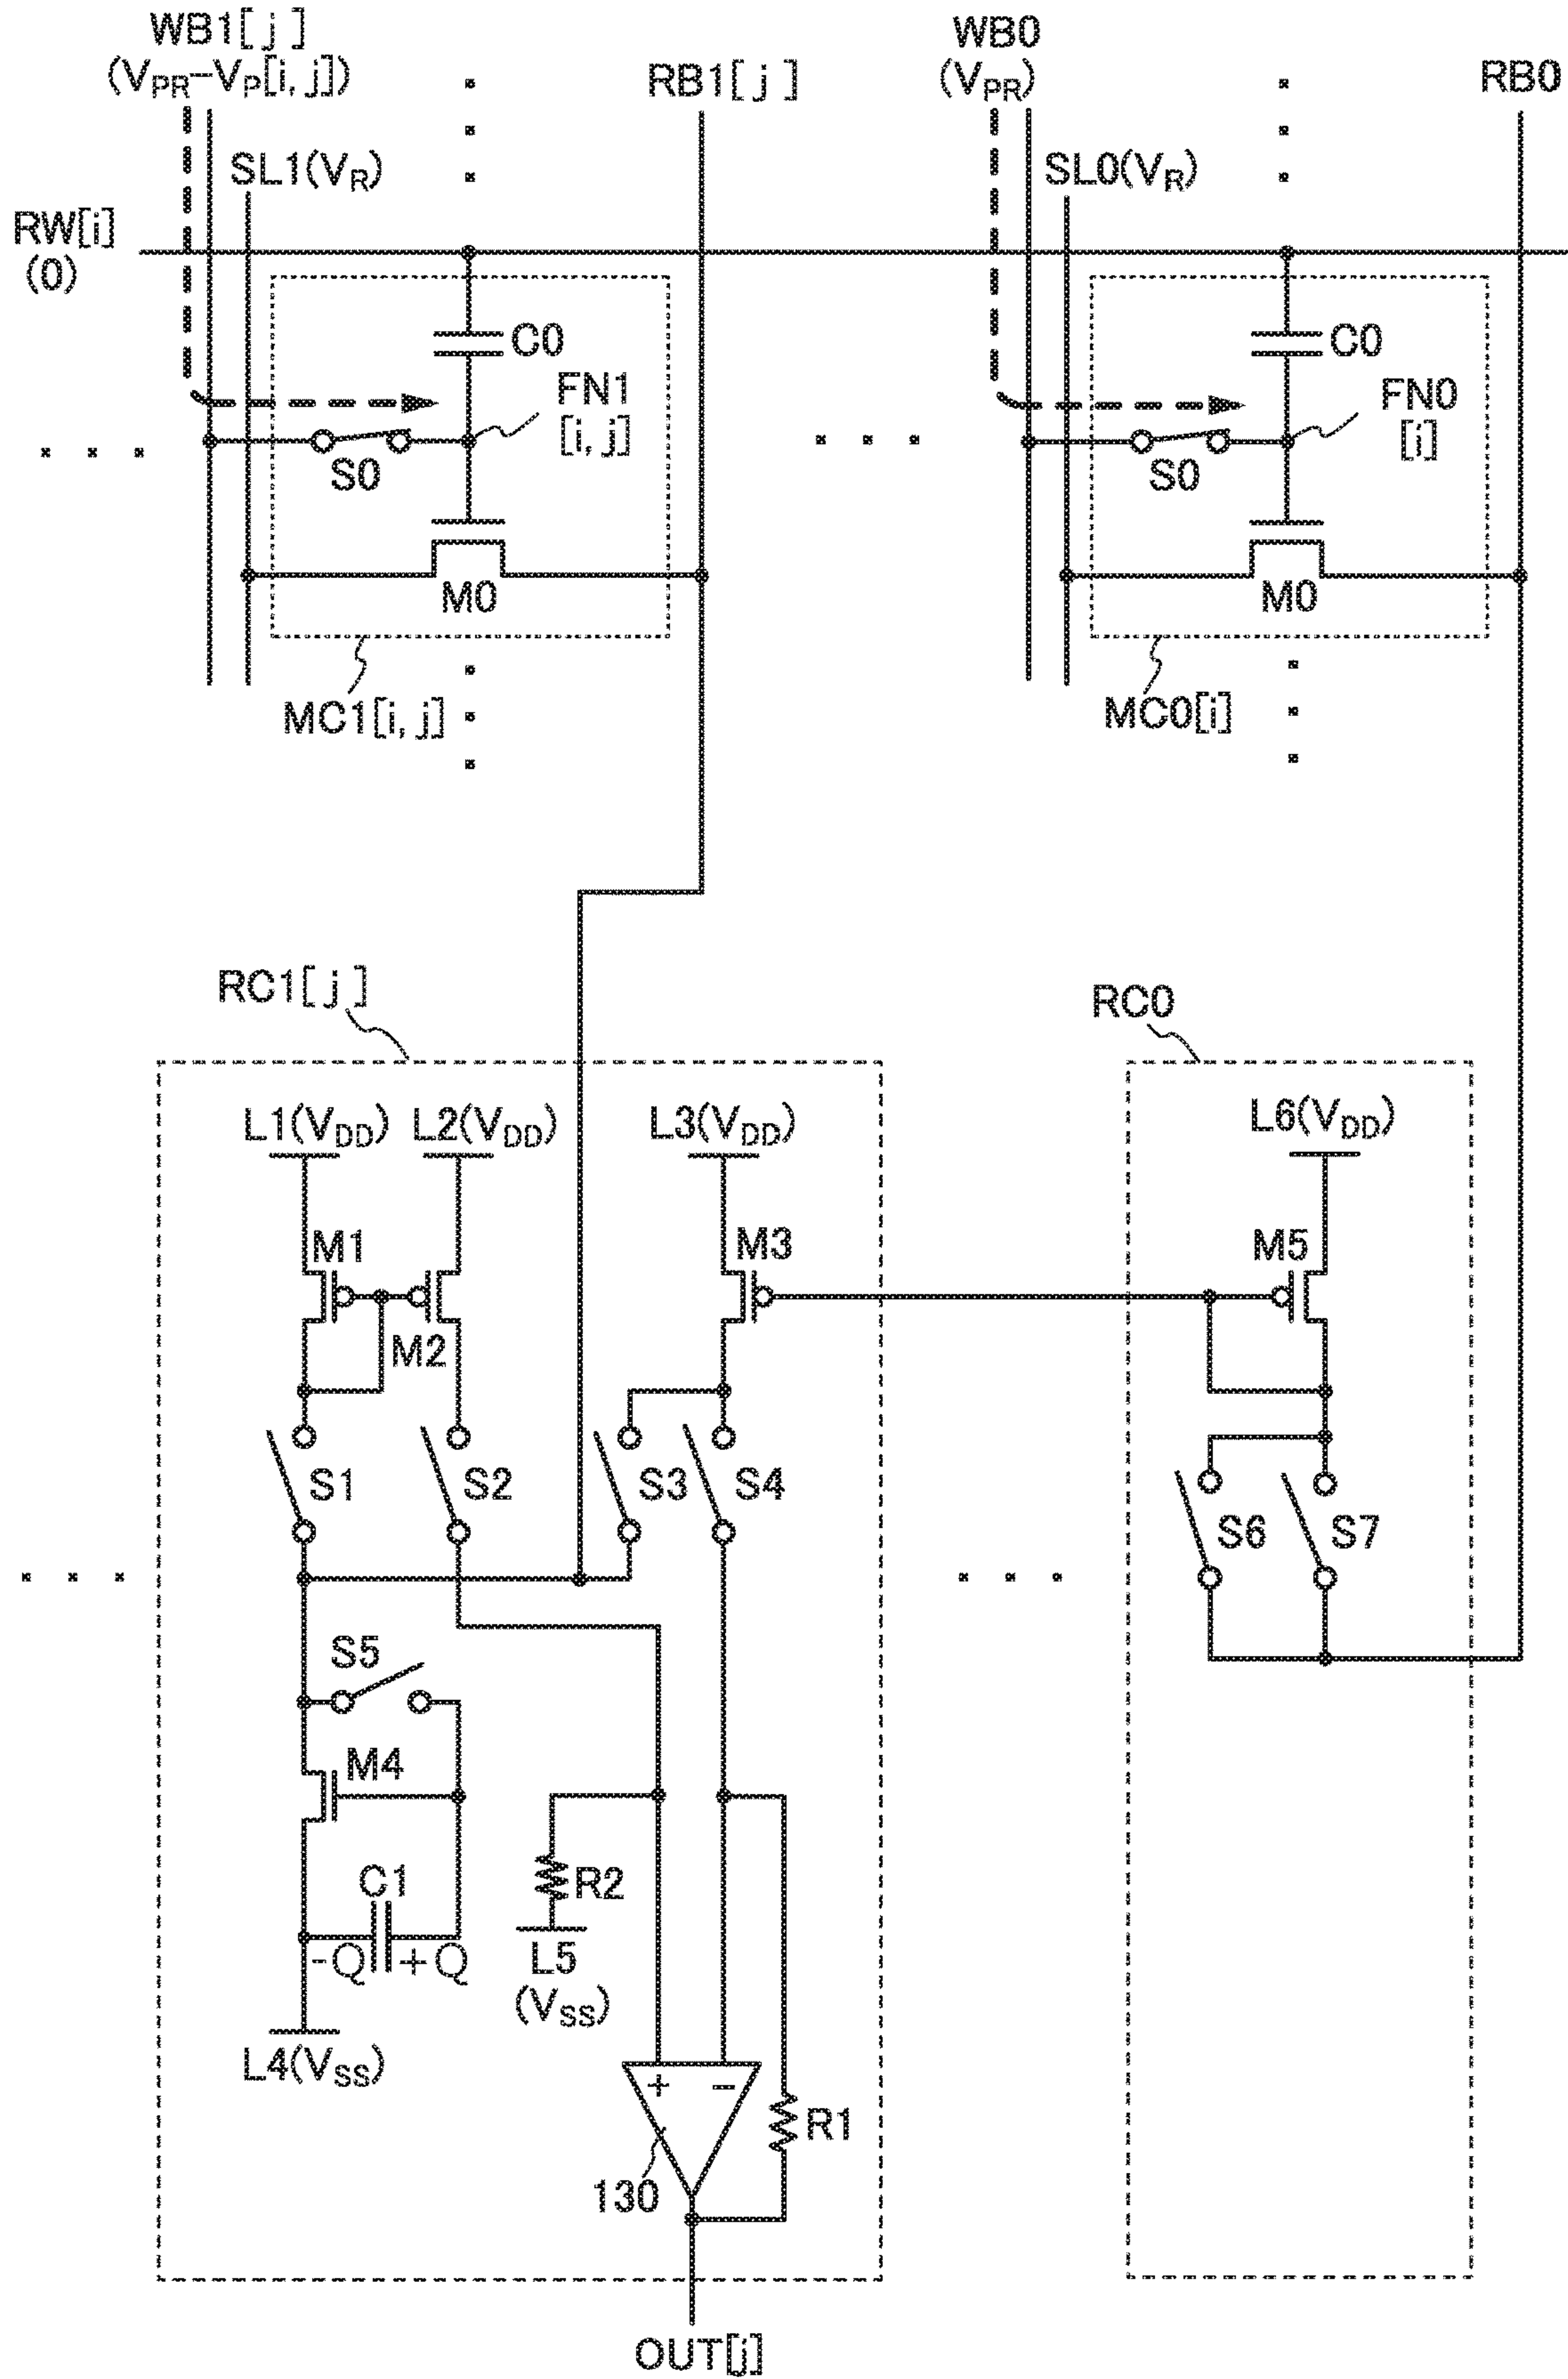 WB1[j]
(VPR−VP[i, j])
RB1[j]
WB0
(VPR)
RB0
SL1(VR)
SL0(VR)
RW[i]
(0)
C0
C0
FN1
[i, j]
FN0
[i]
S0
S0
M0
M0
MC1[i, j]
MC0[i]
RC1[j]
RC0
L1(VDD)
L2(VDD)
L3(VDD)
L6(VDD)
M1
M2
M3
M5
S1
S2
S3
S4
S6
S7
S5
M4
C1
-Q
+Q
R2
L5
(VSS)
L4(VSS)
+
−
R1
130
OUT[j]